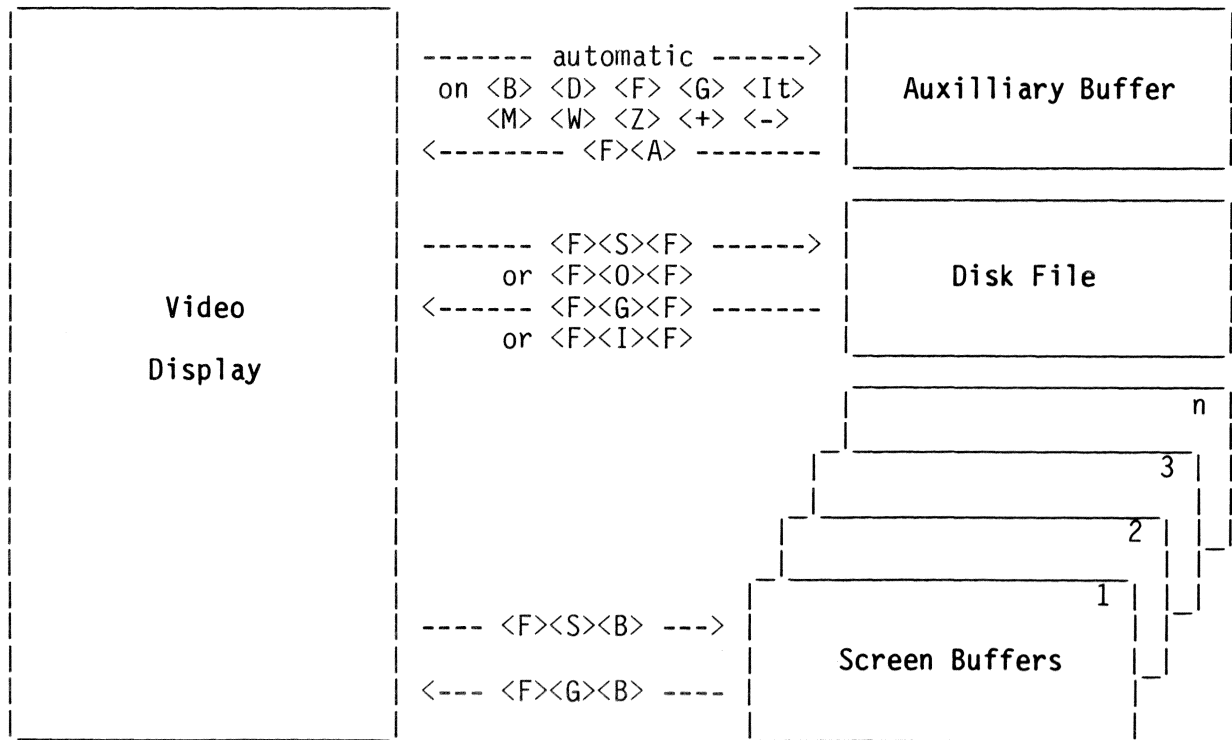 ------- automatic ------>
on <B> <D> <F> <G> <It>
<M> <W> <Z> <+> <->
<-------- <F><A> --------
Auxilliary Buffer
------- <F><S><F> ------>
or <F><O><F>
<------ <F><G><F> -------
or <F><I><F>
Disk File
Video
Display
n
3
2
1
---- <F><S><B> --->
<--- <F><G><B> ----
Screen Buffers